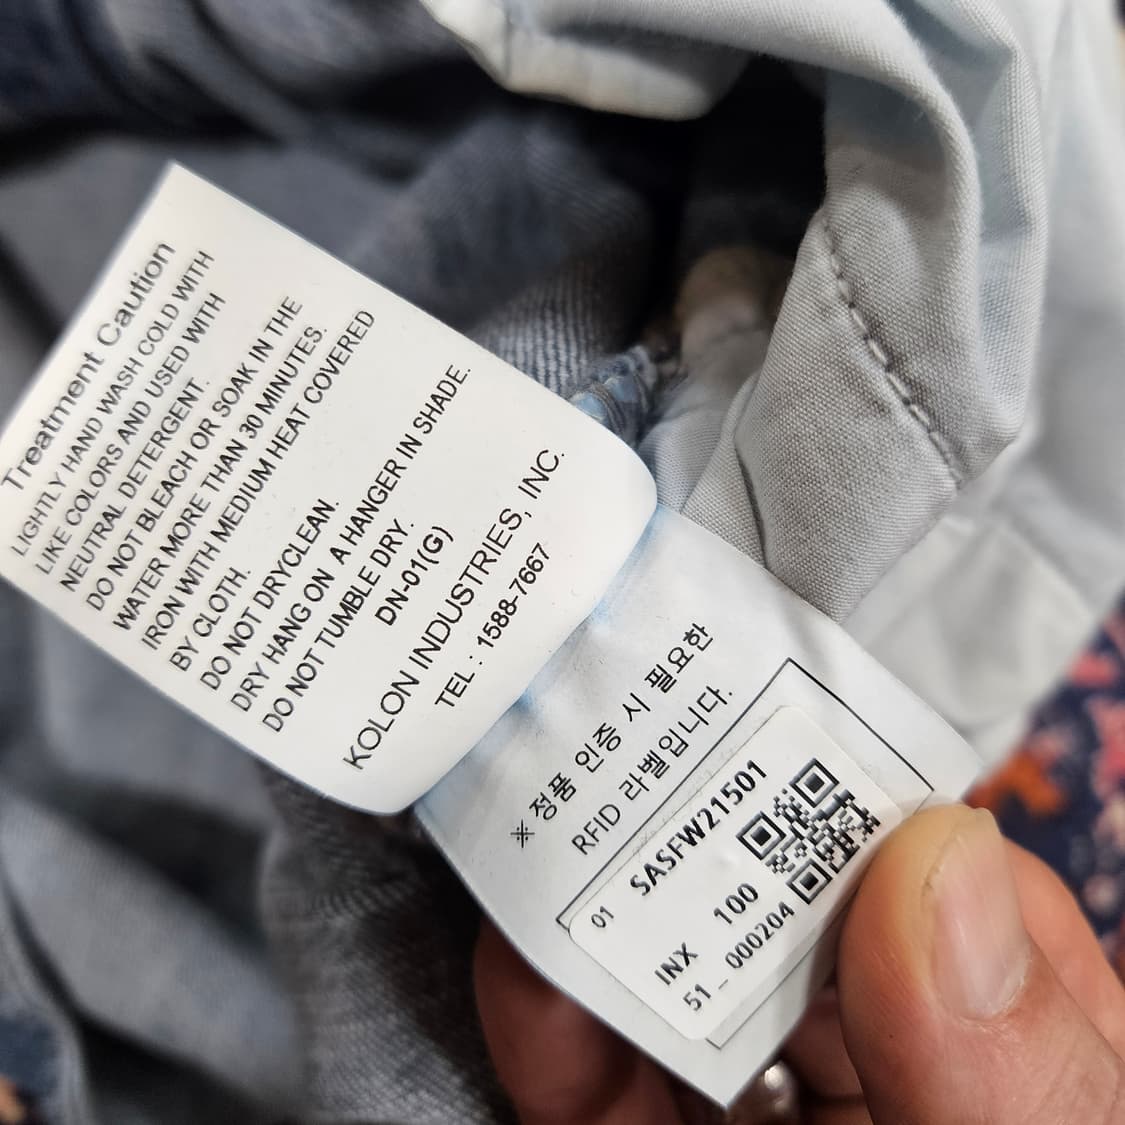 Treatment Caution
LIGHTLY HAND WASH COLD WITH
LIKE COLORS AND USED WITH
NEUTRAL DETERGENT.
DO NOT BLEACH OR SOAK IN THE
WATER MORE THAN 30 MINUTES.
IRON WITH MEDIUM HEAT COVERED
BY CLOTH.
DO NOT DRYCLEAN.
DRY HANG ON A HANGER IN SHADE.
DO NOT TUMBLE DRY.
DN-01(G)
KOLON INDUSTRIES, INC.
TEL : 1588-7667
※ 정품 인증 시 필요한
RFID 라벨입니다.
01 SASFW21501
INX 100
51- 000204